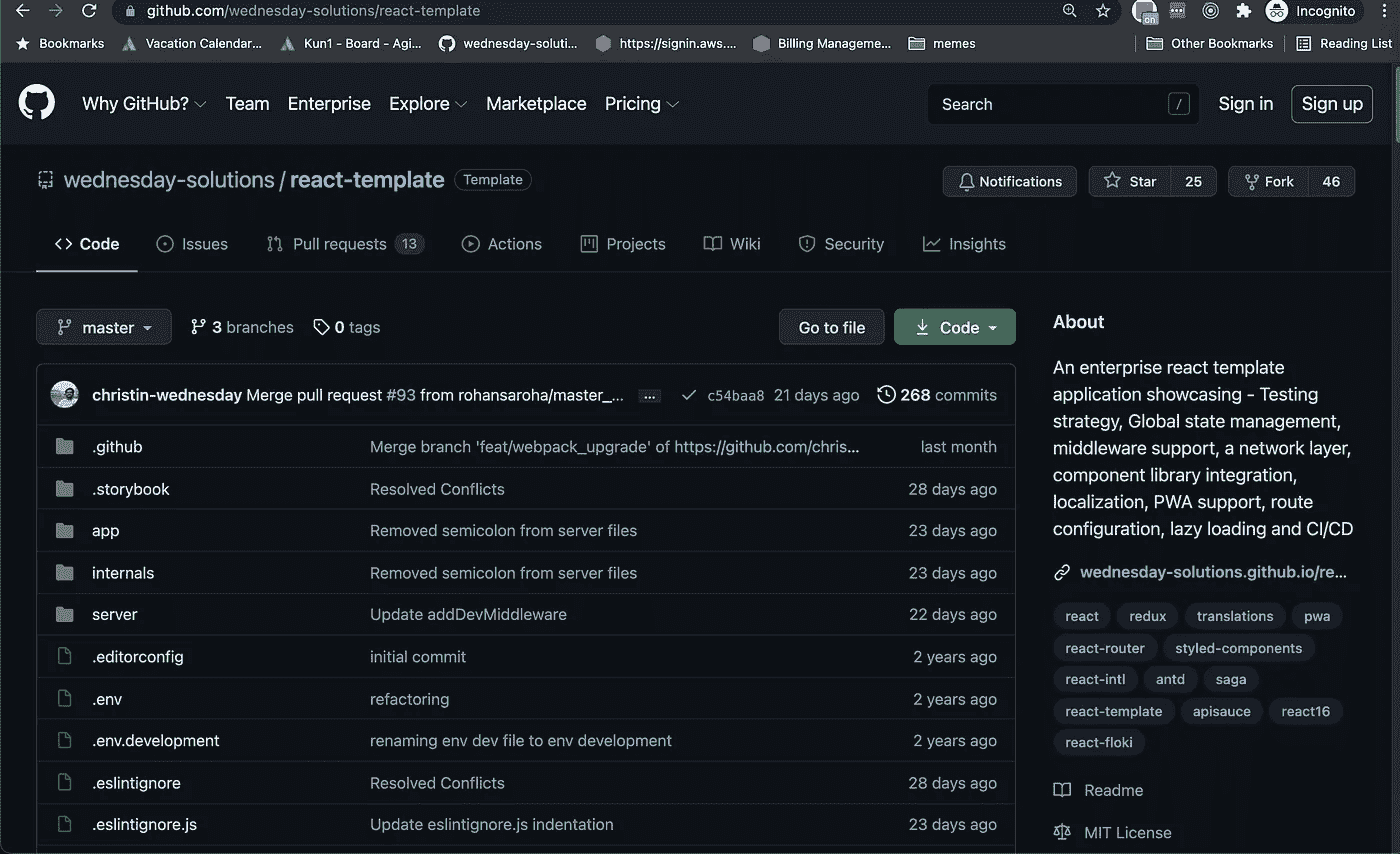 github.com/wednesday-solutions/react-template
on
Incognito
Bookmarks Vacation Calendar... Kun1 - Board - Agi... wednesday-soluti... https://signin.aws.... Billing Manageme... memes Other Bookmarks Reading List
Why GitHub? Team Enterprise Explore Marketplace Pricing Search / Sign in Sign up
wednesday-solutions / react-template Template Notifications Star 25 Fork 46
<> Code Issues Pull requests 13 Actions Projects Wiki Security Insights
master 3 branches 0 tags Go to file Code
christin-wednesday Merge pull request #93 from rohansaroha/master_... ... c54baa8 21 days ago 268 commits
.github Merge branch 'feat/webpack_upgrade' of https://github.com/chris... last month
.storybook Resolved Conflicts 28 days ago
app Removed semicolon from server files 23 days ago
internals Removed semicolon from server files 23 days ago
server Update addDevMiddleware 22 days ago
.editorconfig initial commit 2 years ago
.env refactoring 2 years ago
.env.development renaming env dev file to env development 2 years ago
.eslintignore Resolved Conflicts 28 days ago
.eslintignore.js Update eslintignore.js indentation 23 days ago
About
An enterprise react template
application showcasing - Testing
strategy, Global state management,
middleware support, a network layer,
component library integration,
localization, PWA support, route
configuration, lazy loading and CI/CD
wednesday-solutions.github.io/re...
react redux translations pwa
react-router styled-components
react-intl antd saga
react-template apisauce react16
react-floki
Readme
MIT License